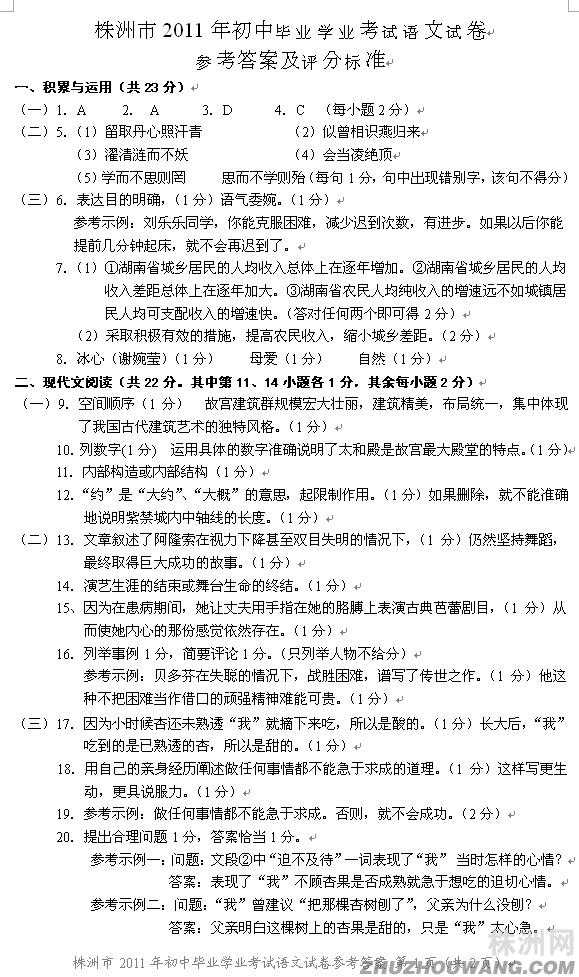 株洲市 2011 年初中毕业学业考试语文试卷
参考答案及评分标准
一、积累与运用（共 23 分）
（一）1. A 2. A 3. D 4. C （每小题 2 分）
（二）5.（1）留取丹心照汗青 （2）似曾相识燕归来
（3）濯清涟而不妖 （4）会当凌绝顶
（5）学而不思则罔 思而不学则殆（每句 1 分，句中出现错别字，该句不得分）
（三）6. 表达目的明确，（1 分）语气委婉。（1 分）
参考示例：刘乐乐同学，你能克服困难，减少迟到次数，有进步。如果以后你能
提前几分钟起床，就不会再迟到了。
7.（1）①湖南省城乡居民的人均收入总体上在逐年增加。②湖南省城乡居民的人均
收入差距总体上在逐年加大。③湖南省农民人均纯收入的增速远不如城镇居
民人均可支配收入的增速快。（答对任何两个即可得 2 分）
（2）采取积极有效的措施，提高农民收入，缩小城乡差距。（2 分）
8. 冰心（谢婉莹）（1 分） 母爱（1 分） 自然（1 分）
二、现代文阅读（共 22 分。其中第 11、14 小题各 1 分，其余每小题 2 分）
（一）9. 空间顺序（1 分） 故宫建筑群规模宏大壮丽，建筑精美，布局统一，集中体现
了我国古代建筑艺术的独特风格。（1 分）
10. 列数字(1 分) 运用具体的数字准确说明了太和殿是故宫最大殿堂的特点。（1 分）
11. 内部构造或内部结构（1 分）
12. “约”是“大约”、“大概”的意思，起限制作用。（1 分）如果删除，就不能准确
地说明紫禁城内中轴线的长度。（1 分）
（二）13. 文章叙述了阿隆索在视力下降甚至双目失明的情况下，（1 分）仍然坚持舞蹈，
最终取得巨大成功的故事。（1 分）
14. 演艺生涯的结束或舞台生命的终结。（1 分）
15、因为在患病期间，她让丈夫用手指在她的胳膊上表演古典芭蕾剧目，（1 分）从
而使她内心的那份感觉依然存在。（1 分）
16. 列举事例 1 分，简要评论 1 分。（只列举人物不给分）
参考示例：贝多芬在失聪的情况下，战胜困难，谱写了传世之作。（1 分）他这
种不把困难当作借口的顽强精神难能可贵。（1 分）
（三）17. 因为小时候杏还未熟透“我”就摘下来吃，所以是酸的。（1 分）长大后，“我”
吃到的是已熟透的杏，所以是甜的。（1 分）
18. 用自己的亲身经历阐述做任何事情都不能急于求成的道理。（1 分）这样写更生
动，更具说服力。（1 分）
19. 参考示例：做任何事情都不能急于求成。否则，就不会成功。（2 分）
20. 提出合理问题 1 分，答案恰当 1 分。
参考示例一：问题：文段②中“迫不及待”一词表现了“我” 当时怎样的心情？
答案：表现了“我”不顾杏果是否成熟就急于想吃的迫切心情。
参考示例二：问题：“我”曾建议“把那棵杏树刨了”，父亲为什么没刨？
答案：父亲明白这棵树上的杏果是甜的，只是“我”太心急。
株洲市 2011 年初中毕业学业考试语文试卷参考答案 第 1 页（共 2 页）
株洲网
ZHUZHOUWANG.COM